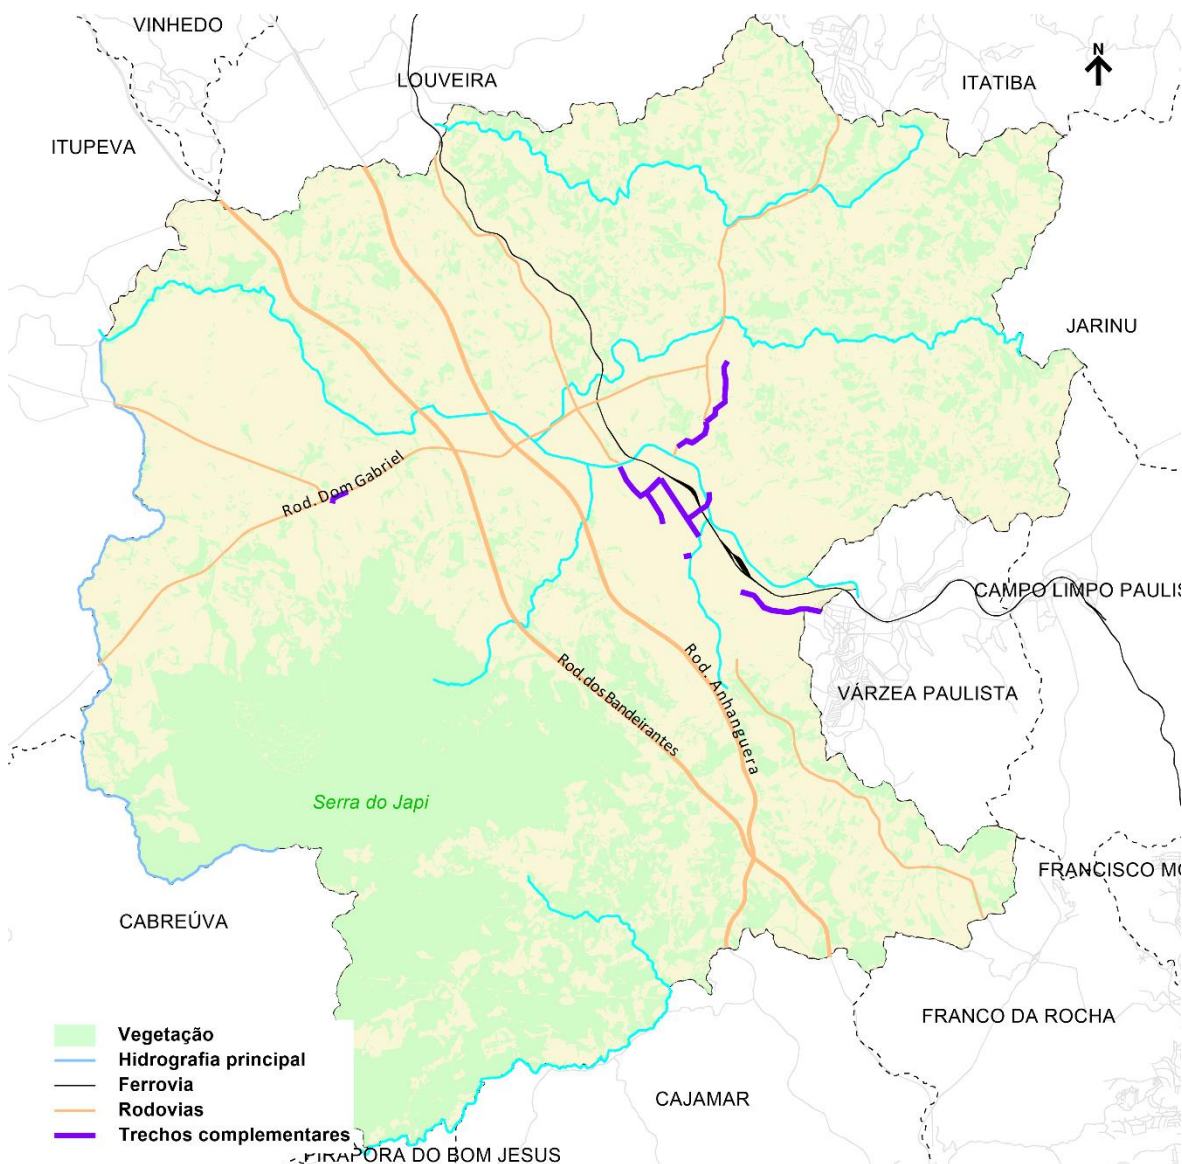 VINHEDO
N
LOUVEIRA
ITATIBA
ITUPEVA
JARINU
Rod. Dom Gabriel
CAMPO LIMPO PAULIS
Rod. dos Bandeirantes
Rod. Anhanguera
VÁRZEA PAULISTA
Serra do Japi
FRANCISCO MO
CABREÚVA
FRANCO DA ROCHA
Vegetação
Hidrografia principal
Ferrovia
Rodovias
CAJAMAR
Trechos complementares
PIRAPORA DO BOM JESUS